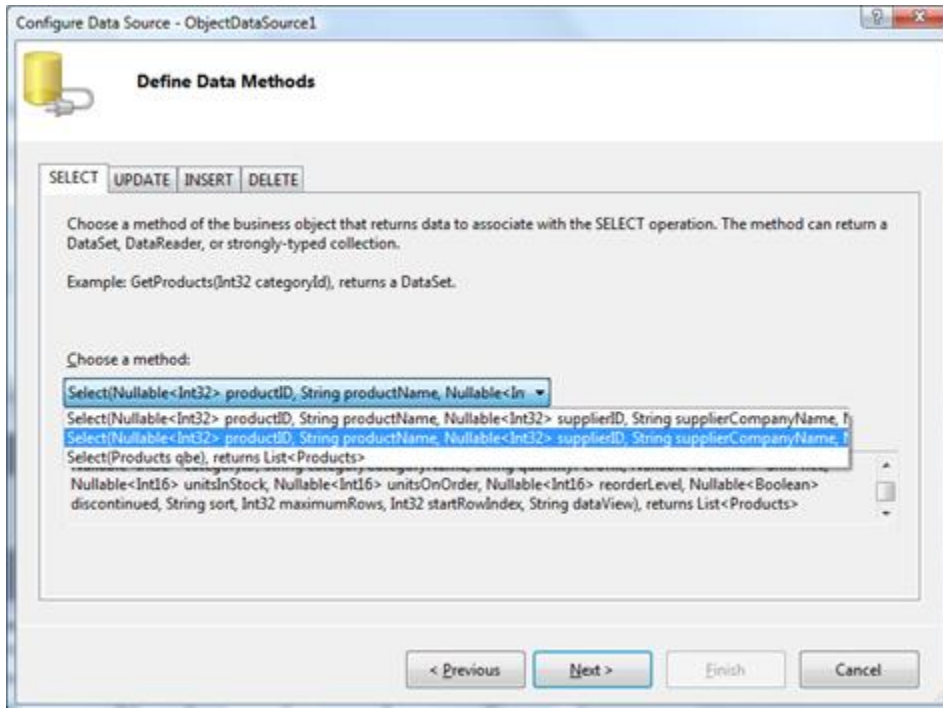 Configure Data Source - ObjectDataSource1
Define Data Methods
SELECT UPDATE INSERT DELETE
Choose a method of the business object that returns data to associate with the SELECT operation. The method can return a
DataSet, DataReader, or strongly-typed collection.
Example: GetProducts(Int32 categoryId), returns a DataSet.
Choose a method:
Select(Nullable<Int32> productID, String productName, Nullable<In
Select(Nullable<Int32> productID, String productName, Nullable<Int32> supplierID, String supplierCompanyName, N
Select(Nullable<Int32> productID, String productName, Nullable<Int32> supplierID, String supplierCompanyName, N
Select(Products qbe), returns List<Products>
Nullable<Int16> unitsInStock, Nullable<Int16> unitsOnOrder, Nullable<Int16> reorderLevel, Nullable<Boolean>
discontinued, String sort, Int32 maximumRows, Int32 startRowIndex, String dataView), returns List<Products>
< Previous Next > Finish Cancel